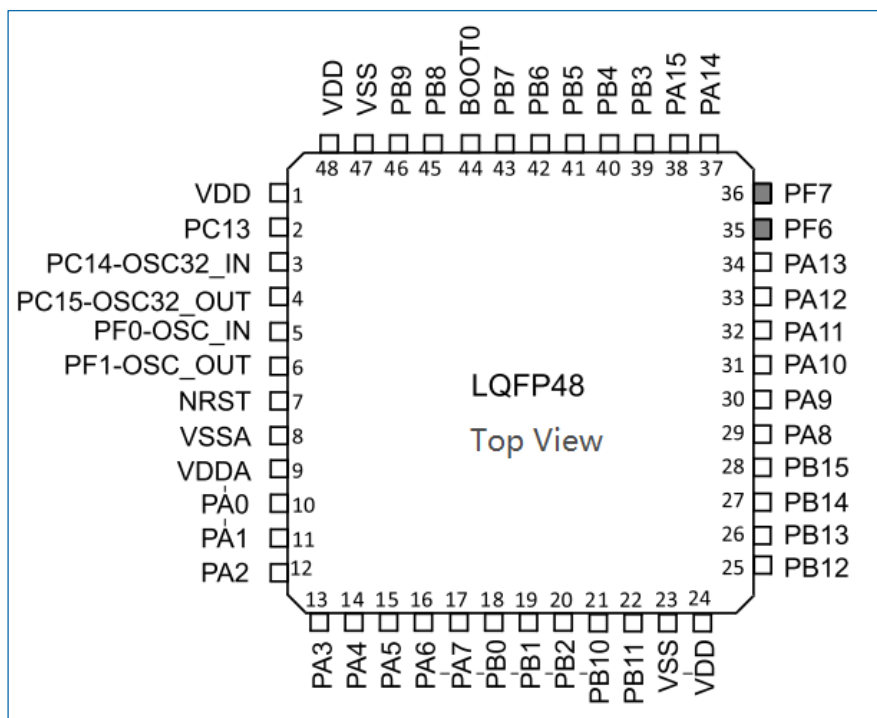 VDD VSS PB9 PB8 BOOT0 PB7 PB6 PB5 PB4 PB3 PA15 PA14
48 47 46 45 44 43 42 41 40 39 38 37
VDD 1
PC13 2
PC14-OSC32_IN 3
PC15-OSC32_OUT 4
PF0-OSC_IN 5
PF1-OSC_OUT 6
NRST 7
VSSA 8
VDDA 9
PA0 10
PA1 11
PA2 12
LQFP48
Top View
36 PF7
35 PF6
34 PA13
33 PA12
32 PA11
31 PA10
30 PA9
29 PA8
28 PB15
27 PB14
26 PB13
25 PB12
13 14 15 16 17 18 19 20 21 22 23 24
PA3 PA4 PA5 PA6 PA7 PB0 PB1 PB2 PB10 PB11 VSS VDD